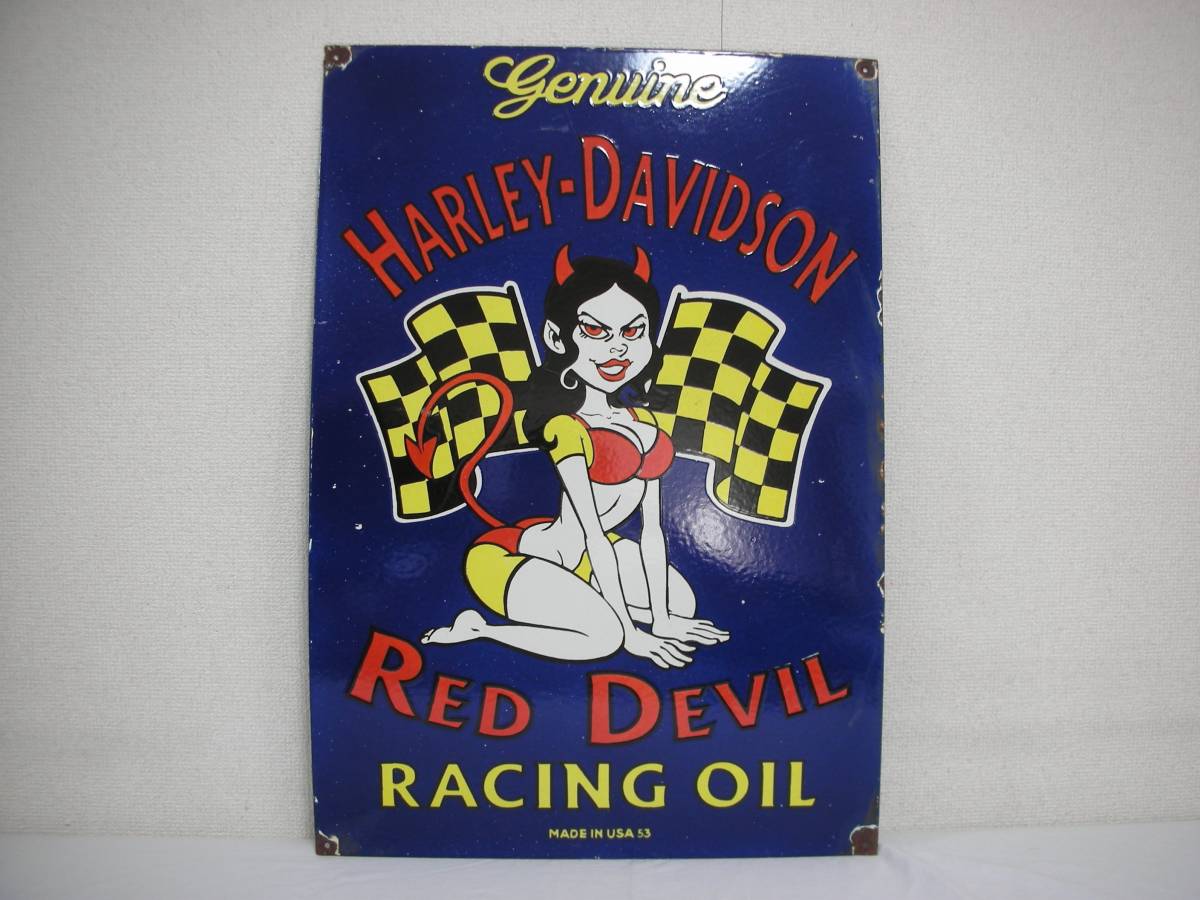 Genuine
HARLEY-DAVIDSON
RED DEVIL
RACING OIL
MADE IN USA 53